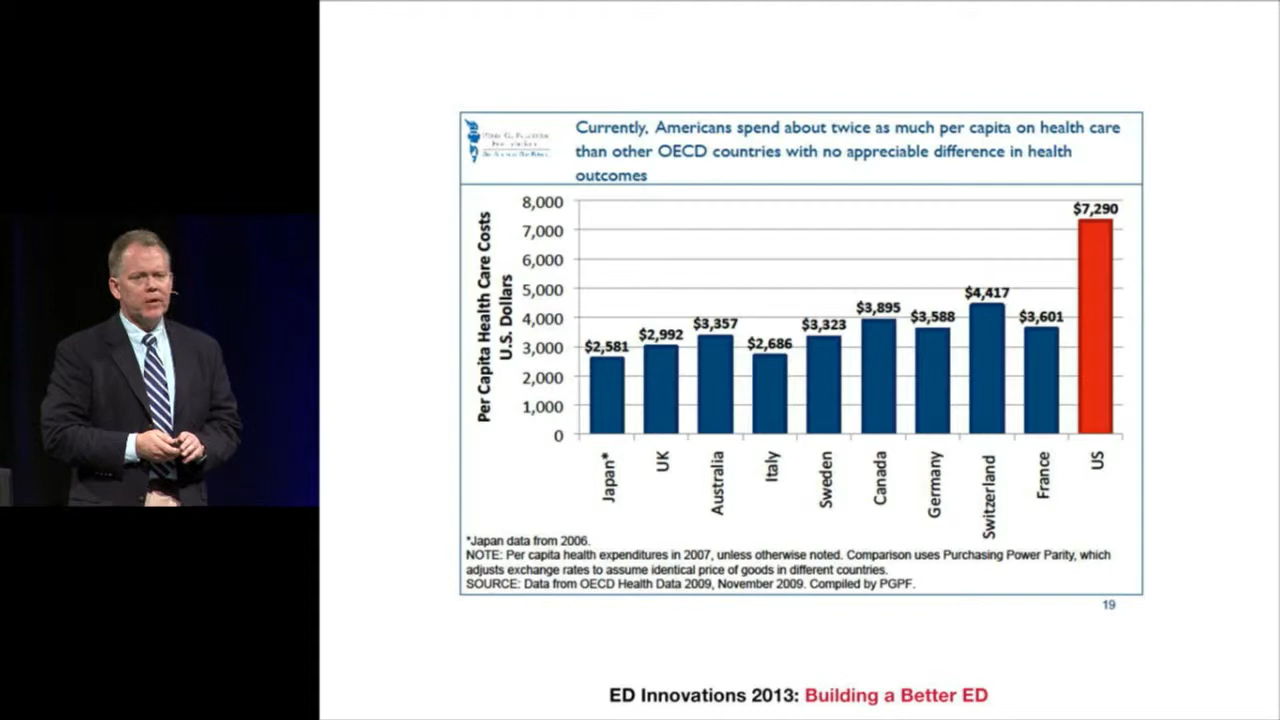 Currently, Americans spend about twice as much per capita on health care
than other OECD countries with no appreciable difference in health
outcomes
Per Capita Health Care Costs
U.S. Dollars
8,000
7,000
6,000
5,000
4,000
3,000
2,000
1,000
0
$2,581
$2,992
$3,357
$2,686
$3,323
$3,895
$3,588
$4,417
$3,601
$7,290
Japan*
UK
Australia
Italy
Sweden
Canada
Germany
Switzerland
France
US
*Japan data from 2006.
NOTE: Per capita health expenditures in 2007, unless otherwise noted. Comparison uses Purchasing Power Parity, which
adjusts exchange rates to assume identical price of goods in different countries.
SOURCE: Data from OECD Health Data 2009, November 2009. Compiled by PGPF.
19
ED Innovations 2013: Building a Better ED